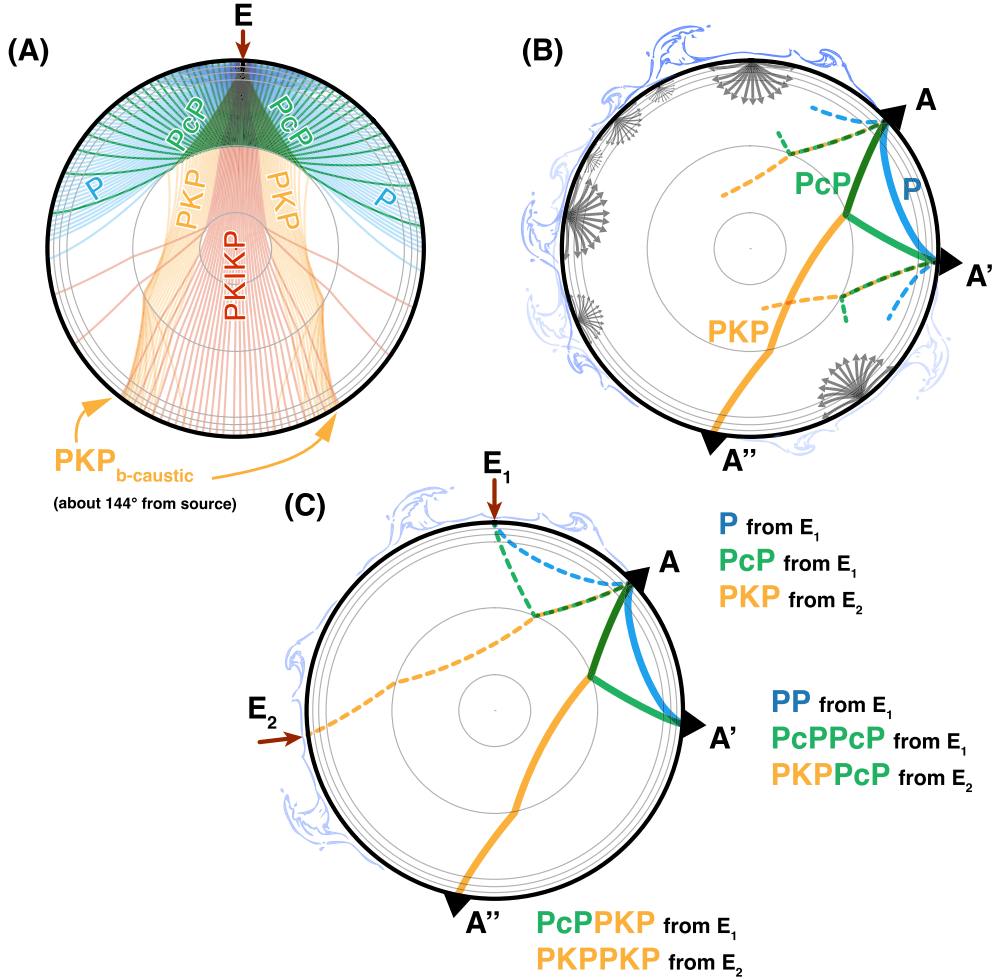 (A)
E
PcP
PcP
P
P
PKP
PKP
PKIKP
PKP b-caustic
(about 144° from source)
(B)
A
PcP
P
A'
PKP
A''
(C)
E1
A
E2
A'
A''
P from E1
PcP from E1
PKP from E2
PP from E1
PcPPcP from E1
PKPPcP from E2
PcPPKP from E1
PKPPKP from E2